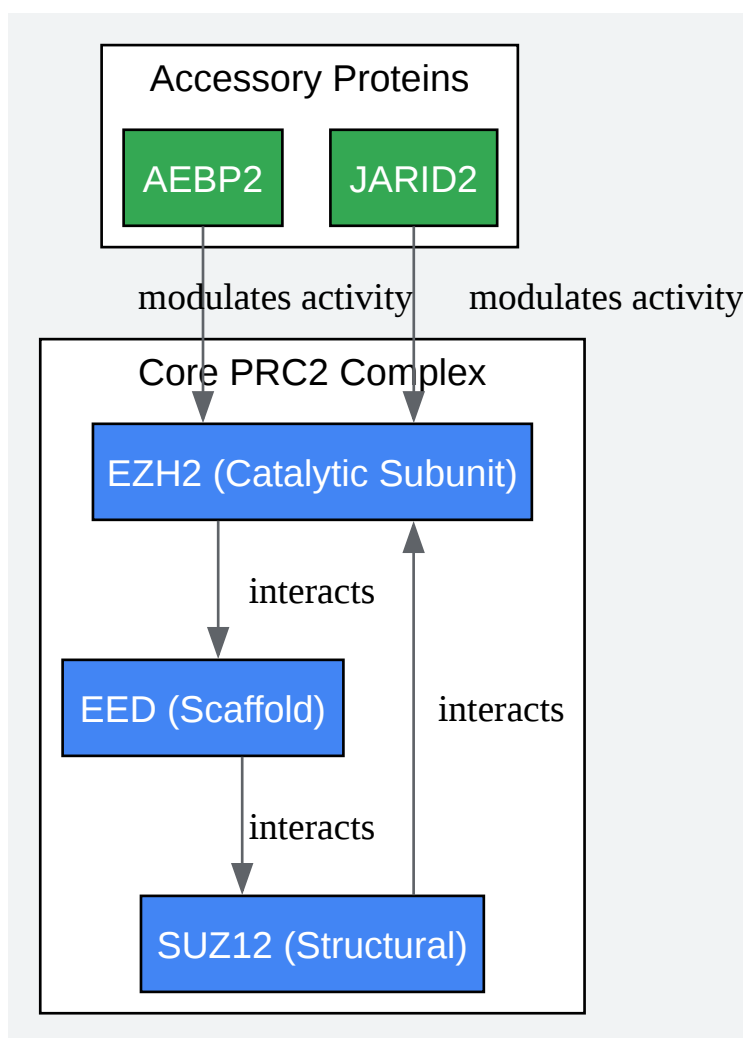 Accessory Proteins
AEBP2
JARID2
modulates activity
modulates activity
Core PRC2 Complex
EZH2 (Catalytic Subunit)
interacts
EED (Scaffold)
interacts
interacts
SUZ12 (Structural)